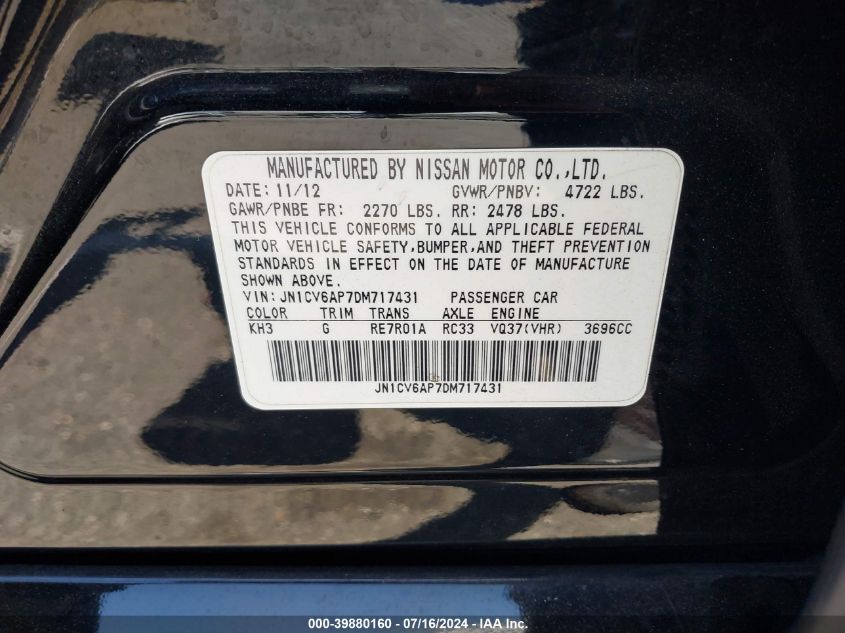 MANUFACTURED BY NISSAN MOTOR CO.,LTD.
DATE: 11/12 GVWR/PNBV: 4722 LBS.
GAWR/PNBE FR: 2270 LBS. RR: 2478 LBS.
THIS VEHICLE CONFORMS TO ALL APPLICABLE FEDERAL
MOTOR VEHICLE SAFETY,BUMPER,AND THEFT PREVENTION
STANDARDS IN EFFECT ON THE DATE OF MANUFACTURE
SHOWN ABOVE.
VIN: JN1CV6AP7DM717431 PASSENGER CAR
COLOR TRIM TRANS AXLE ENGINE
KH3 G RE7R01A RC33 VQ37(VHR) 3696CC
JN1CV6AP7DM717431
000-39880160 - 07/16/2024 - IAA Inc.